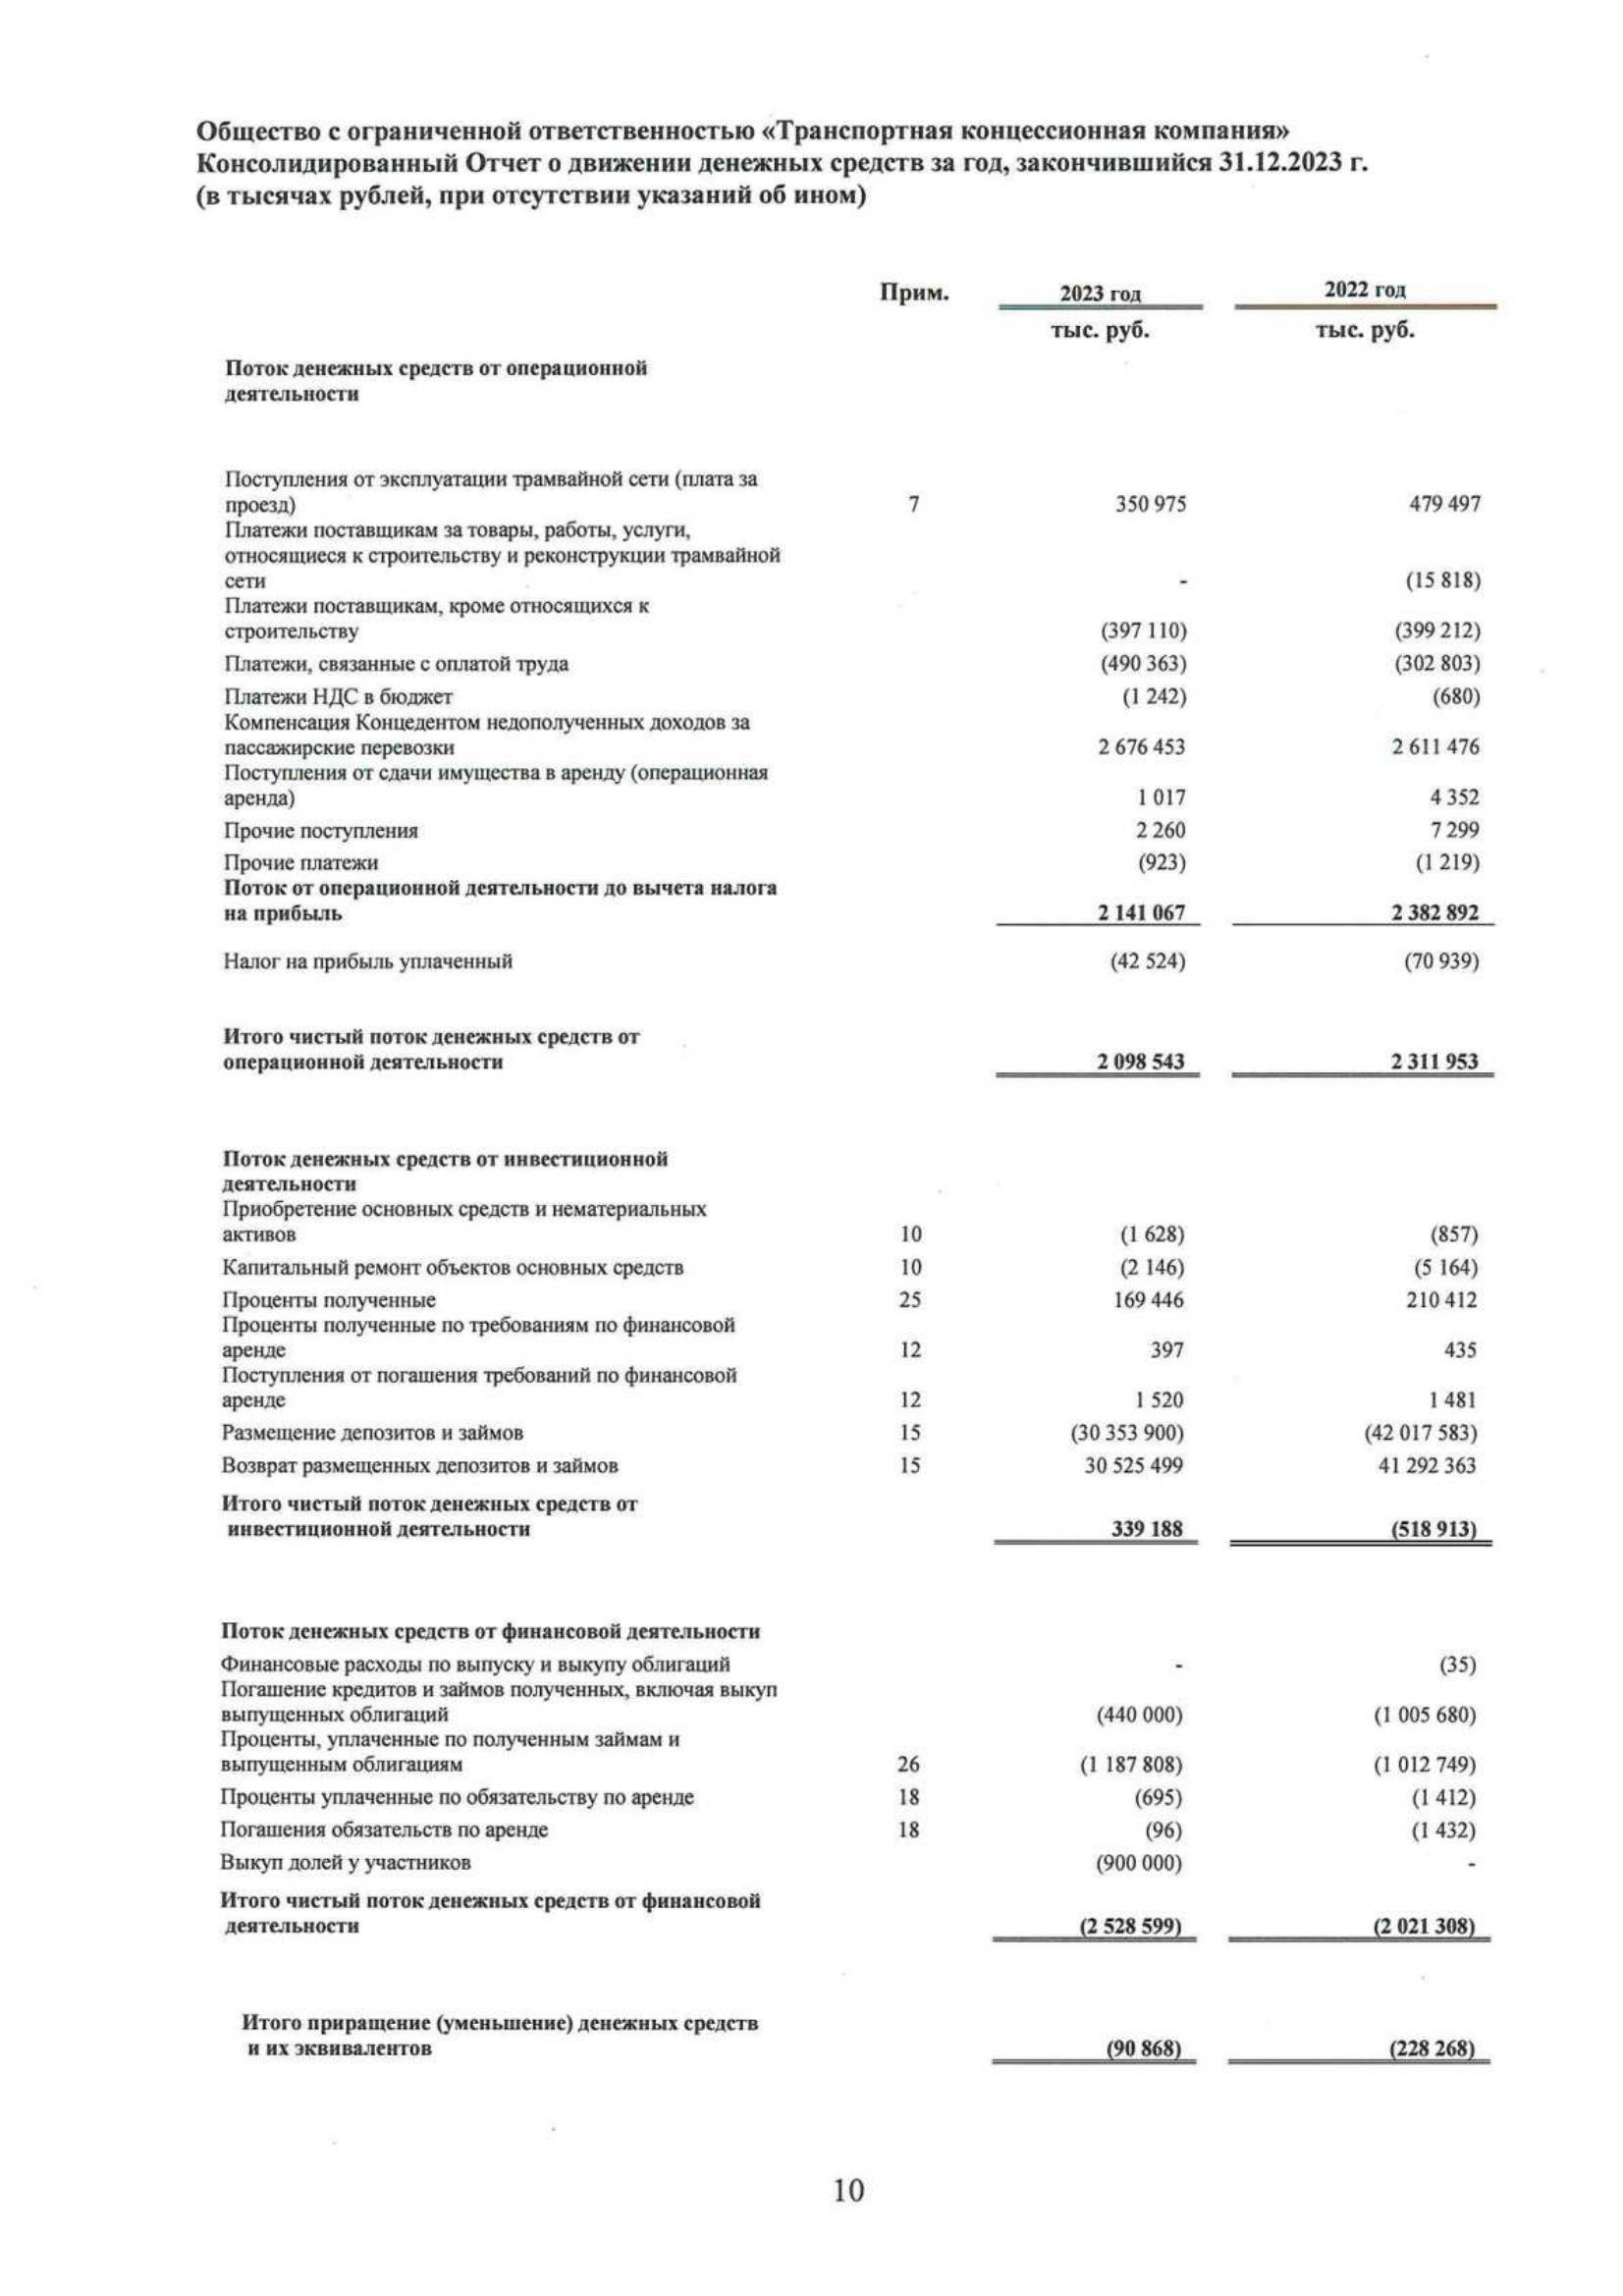 Общество с ограниченной ответственностью «Транспортная концессионная компания»
Консолидированный Отчет о движении денежных средств за год, закончившийся 31.12.2023 г.
(в тысячах рублей, при отсутствии указаний об ином)
Прим. 2023 год 2022 год
тыс. руб. тыс. руб.
Поток денежных средств от операционной
деятельности
Поступления от эксплуатации трамвайной сети (плата за
проезд) 7 350 975 479 497
Платежи поставщикам за товары, работы, услуги,
относящиеся к строительству и реконструкции трамвайной
сети - (15 818)
Платежи поставщикам, кроме относящихся к
строительству (397 110) (399 212)
Платежи, связанные с оплатой труда (490 363) (302 803)
Платежи НДС в бюджет (1 242) (680)
Компенсация Концедентом недополученных доходов за
пассажирские перевозки 2 676 453 2 611 476
Поступления от сдачи имущества в аренду (операционная
аренда) 1 017 4 352
Прочие поступления 2 260 7 299
Прочие платежи (923) (1 219)
Поток от операционной деятельности до вычета налога
на прибыль 2 141 067 2 382 892
Налог на прибыль уплаченный (42 524) (70 939)
Итого чистый поток денежных средств от
операционной деятельности 2 098 543 2 311 953
Поток денежных средств от инвестиционной
деятельности
Приобретение основных средств и нематериальных
активов 10 (1 628) (857)
Капитальный ремонт объектов основных средств 10 (2 146) (5 164)
Проценты полученные 25 169 446 210 412
Проценты полученные по требованиям по финансовой
аренде 12 397 435
Поступления от погашения требований по финансовой
аренде 12 1 520 1 481
Размещение депозитов и займов 15 (30 353 900) (42 017 583)
Возврат размещенных депозитов и займов 15 30 525 499 41 292 363
Итого чистый поток денежных средств от
инвестиционной деятельности 339 188 (518 913)
Поток денежных средств от финансовой деятельности
Финансовые расходы по выпуску и выкупу облигаций - (35)
Погашение кредитов и займов полученных, включая выкуп
выпущенных облигаций (440 000) (1 005 680)
Проценты, уплаченные по полученным займам и
выпущенным облигациям 26 (1 187 808) (1 012 749)
Проценты уплаченные по обязательству по аренде 18 (695) (1 412)
Погашения обязательств по аренде 18 (96) (1 432)
Выкуп долей у участников (900 000) -
Итого чистый поток денежных средств от финансовой
деятельности (2 528 599) (2 021 308)
Итого приращение (уменьшение) денежных средств
и их эквивалентов (90 868) (228 268)
10